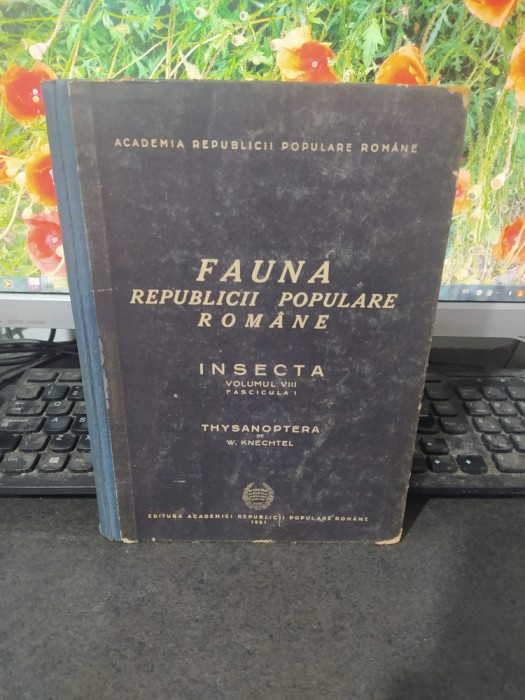 ACADEMIA REPUBLICII POPULARE ROMÂNE
FAUNA
REPUBLICII POPULARE
ROMÂNE
INSECTA
VOLUMUL VIII
FASCICULA I
THYSANOPTERA
DE
W. KNECHTEL
EDITURA ACADEMIEI REPUBLICII POPULARE ROMÂNE
1951